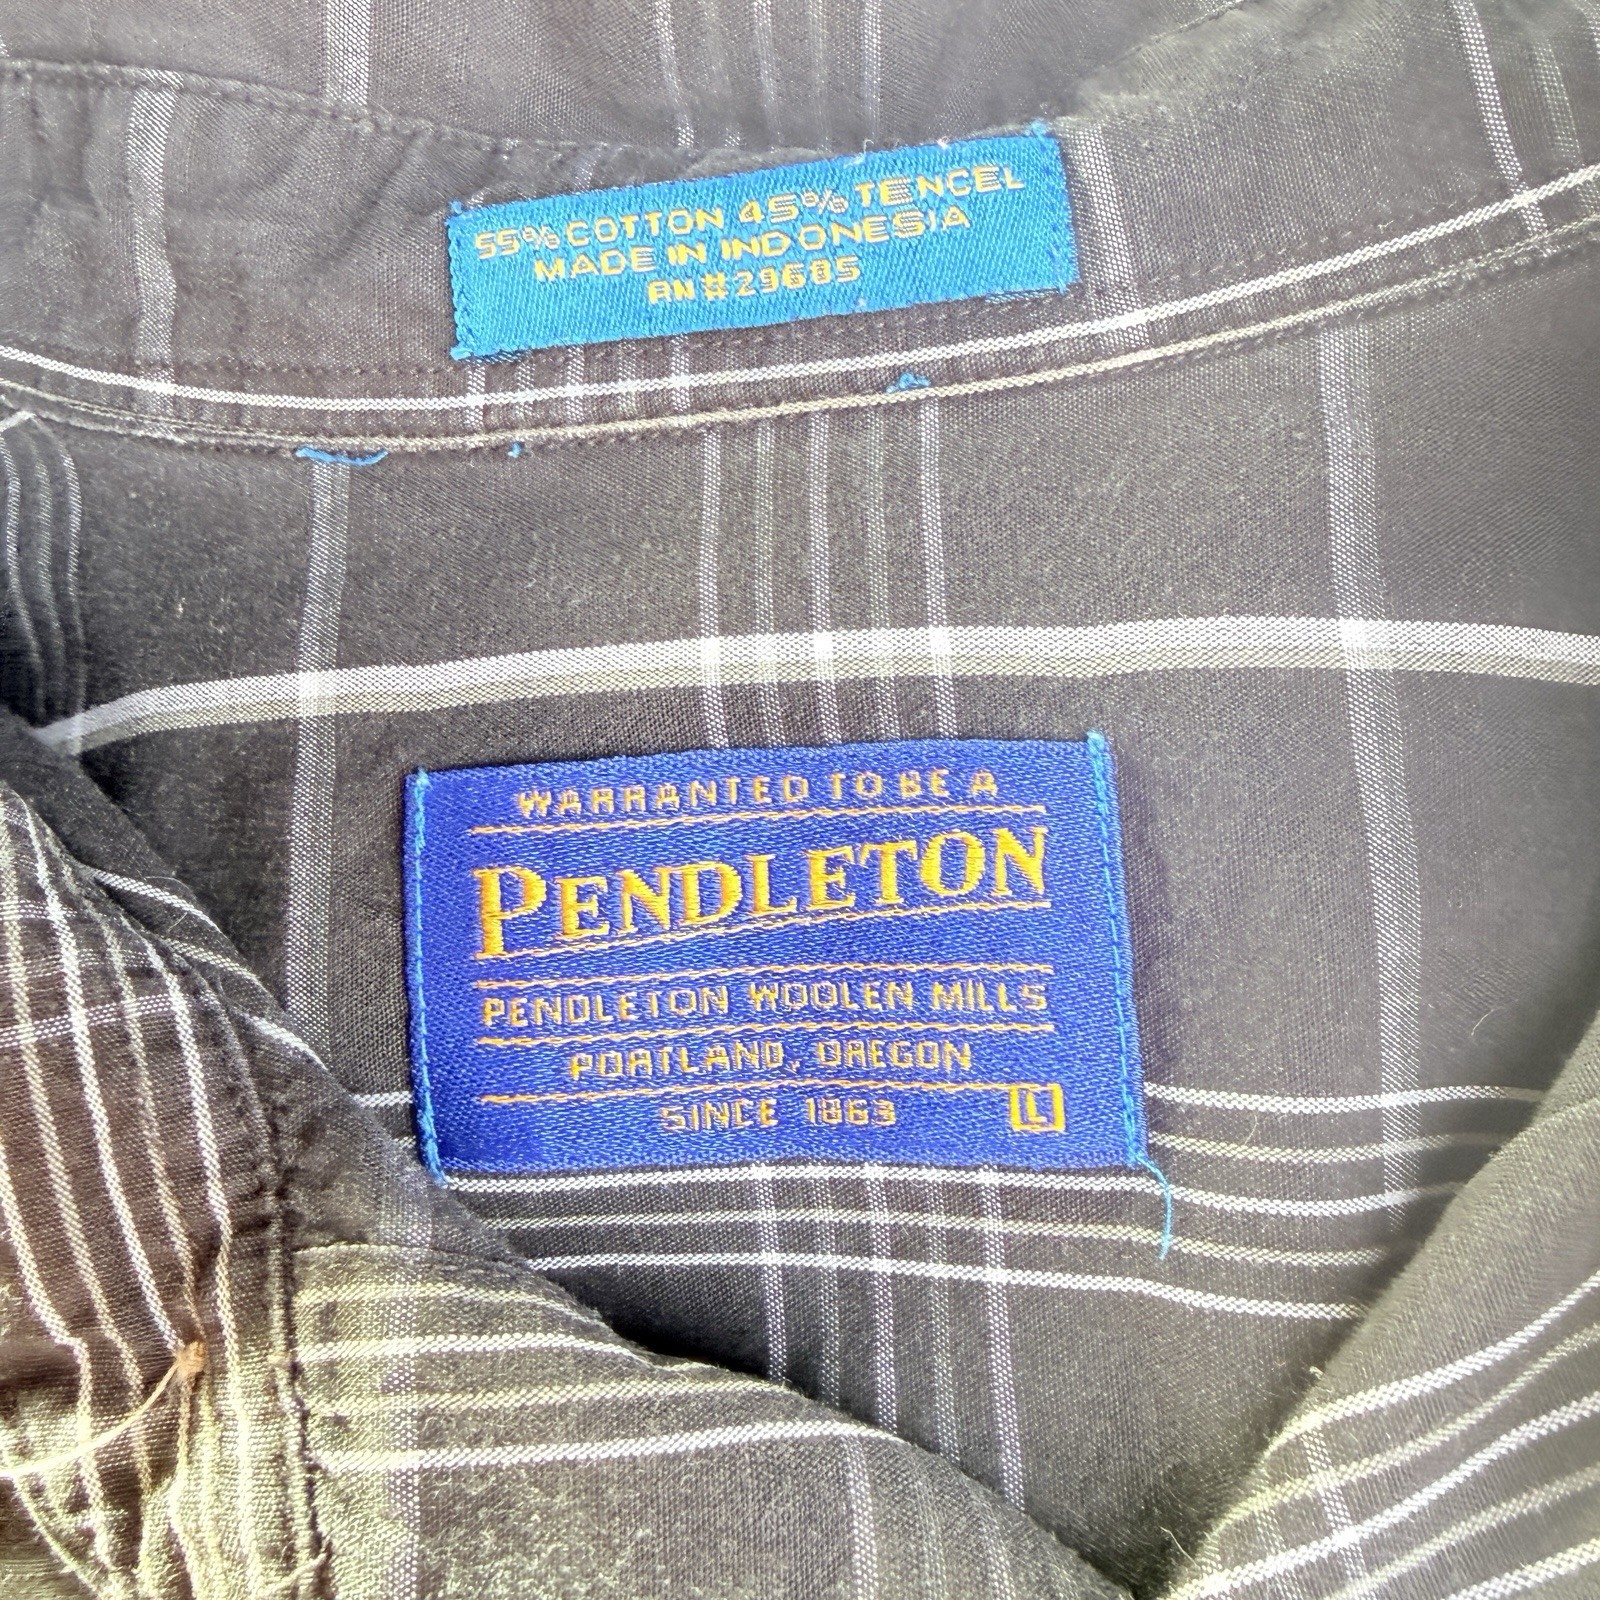 55% COTTON 45% TENCEL
MADE IN INDONESIA
RN #29685
WARRANTED TO BE A
PENDLETON
PENDLETON WOOLEN MILLS
PORTLAND, OREGON
SINCE 1863
L